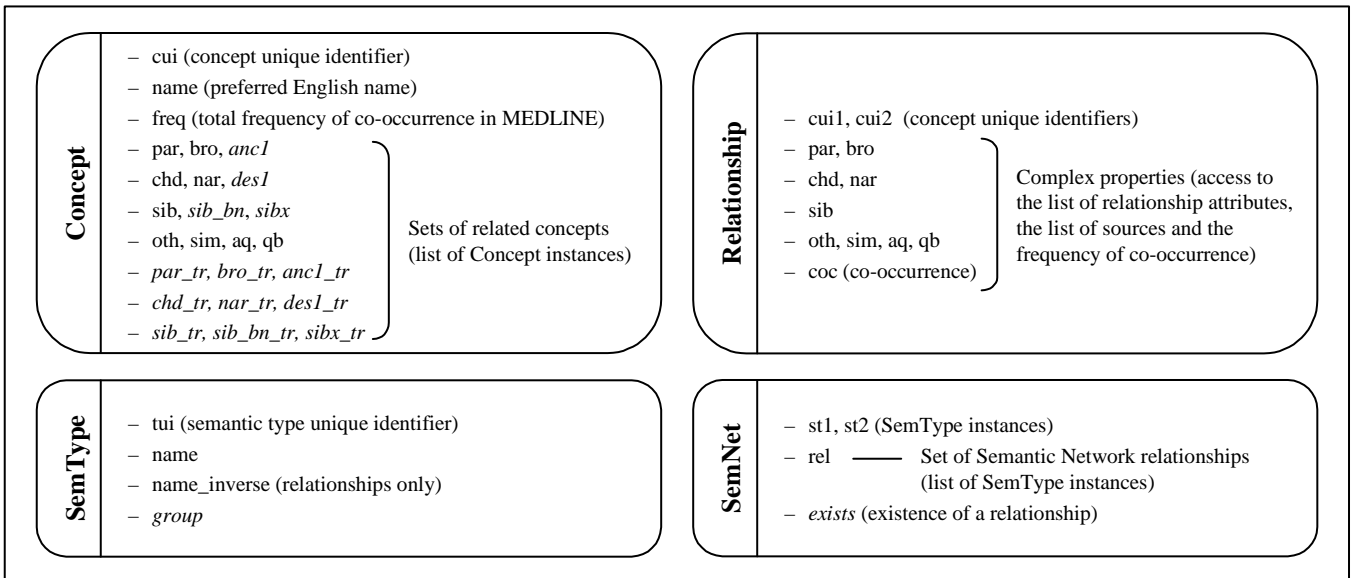 Concept
– cui (concept unique identifier)
– name (preferred English name)
– freq (total frequency of co-occurrence in MEDLINE)
– par, bro, anc1
– chd, nar, des1
– sib, sib_bn, sibx
– oth, sim, aq, qb
– par_tr, bro_tr, anc1_tr
– chd_tr, nar_tr, des1_tr
– sib_tr, sib_bn_tr, sibx_tr
Sets of related concepts
(list of Concept instances)
Relationship
– cui1, cui2 (concept unique identifiers)
– par, bro
– chd, nar
– sib
– oth, sim, aq, qb
– coc (co-occurrence)
Complex properties (access to
the list of relationship attributes,
the list of sources and the
frequency of co-occurrence)
SemType
– tui (semantic type unique identifier)
– name
– name_inverse (relationships only)
– group
SemNet
– st1, st2 (SemType instances)
– rel
Set of Semantic Network relationships
(list of SemType instances)
– exists (existence of a relationship)